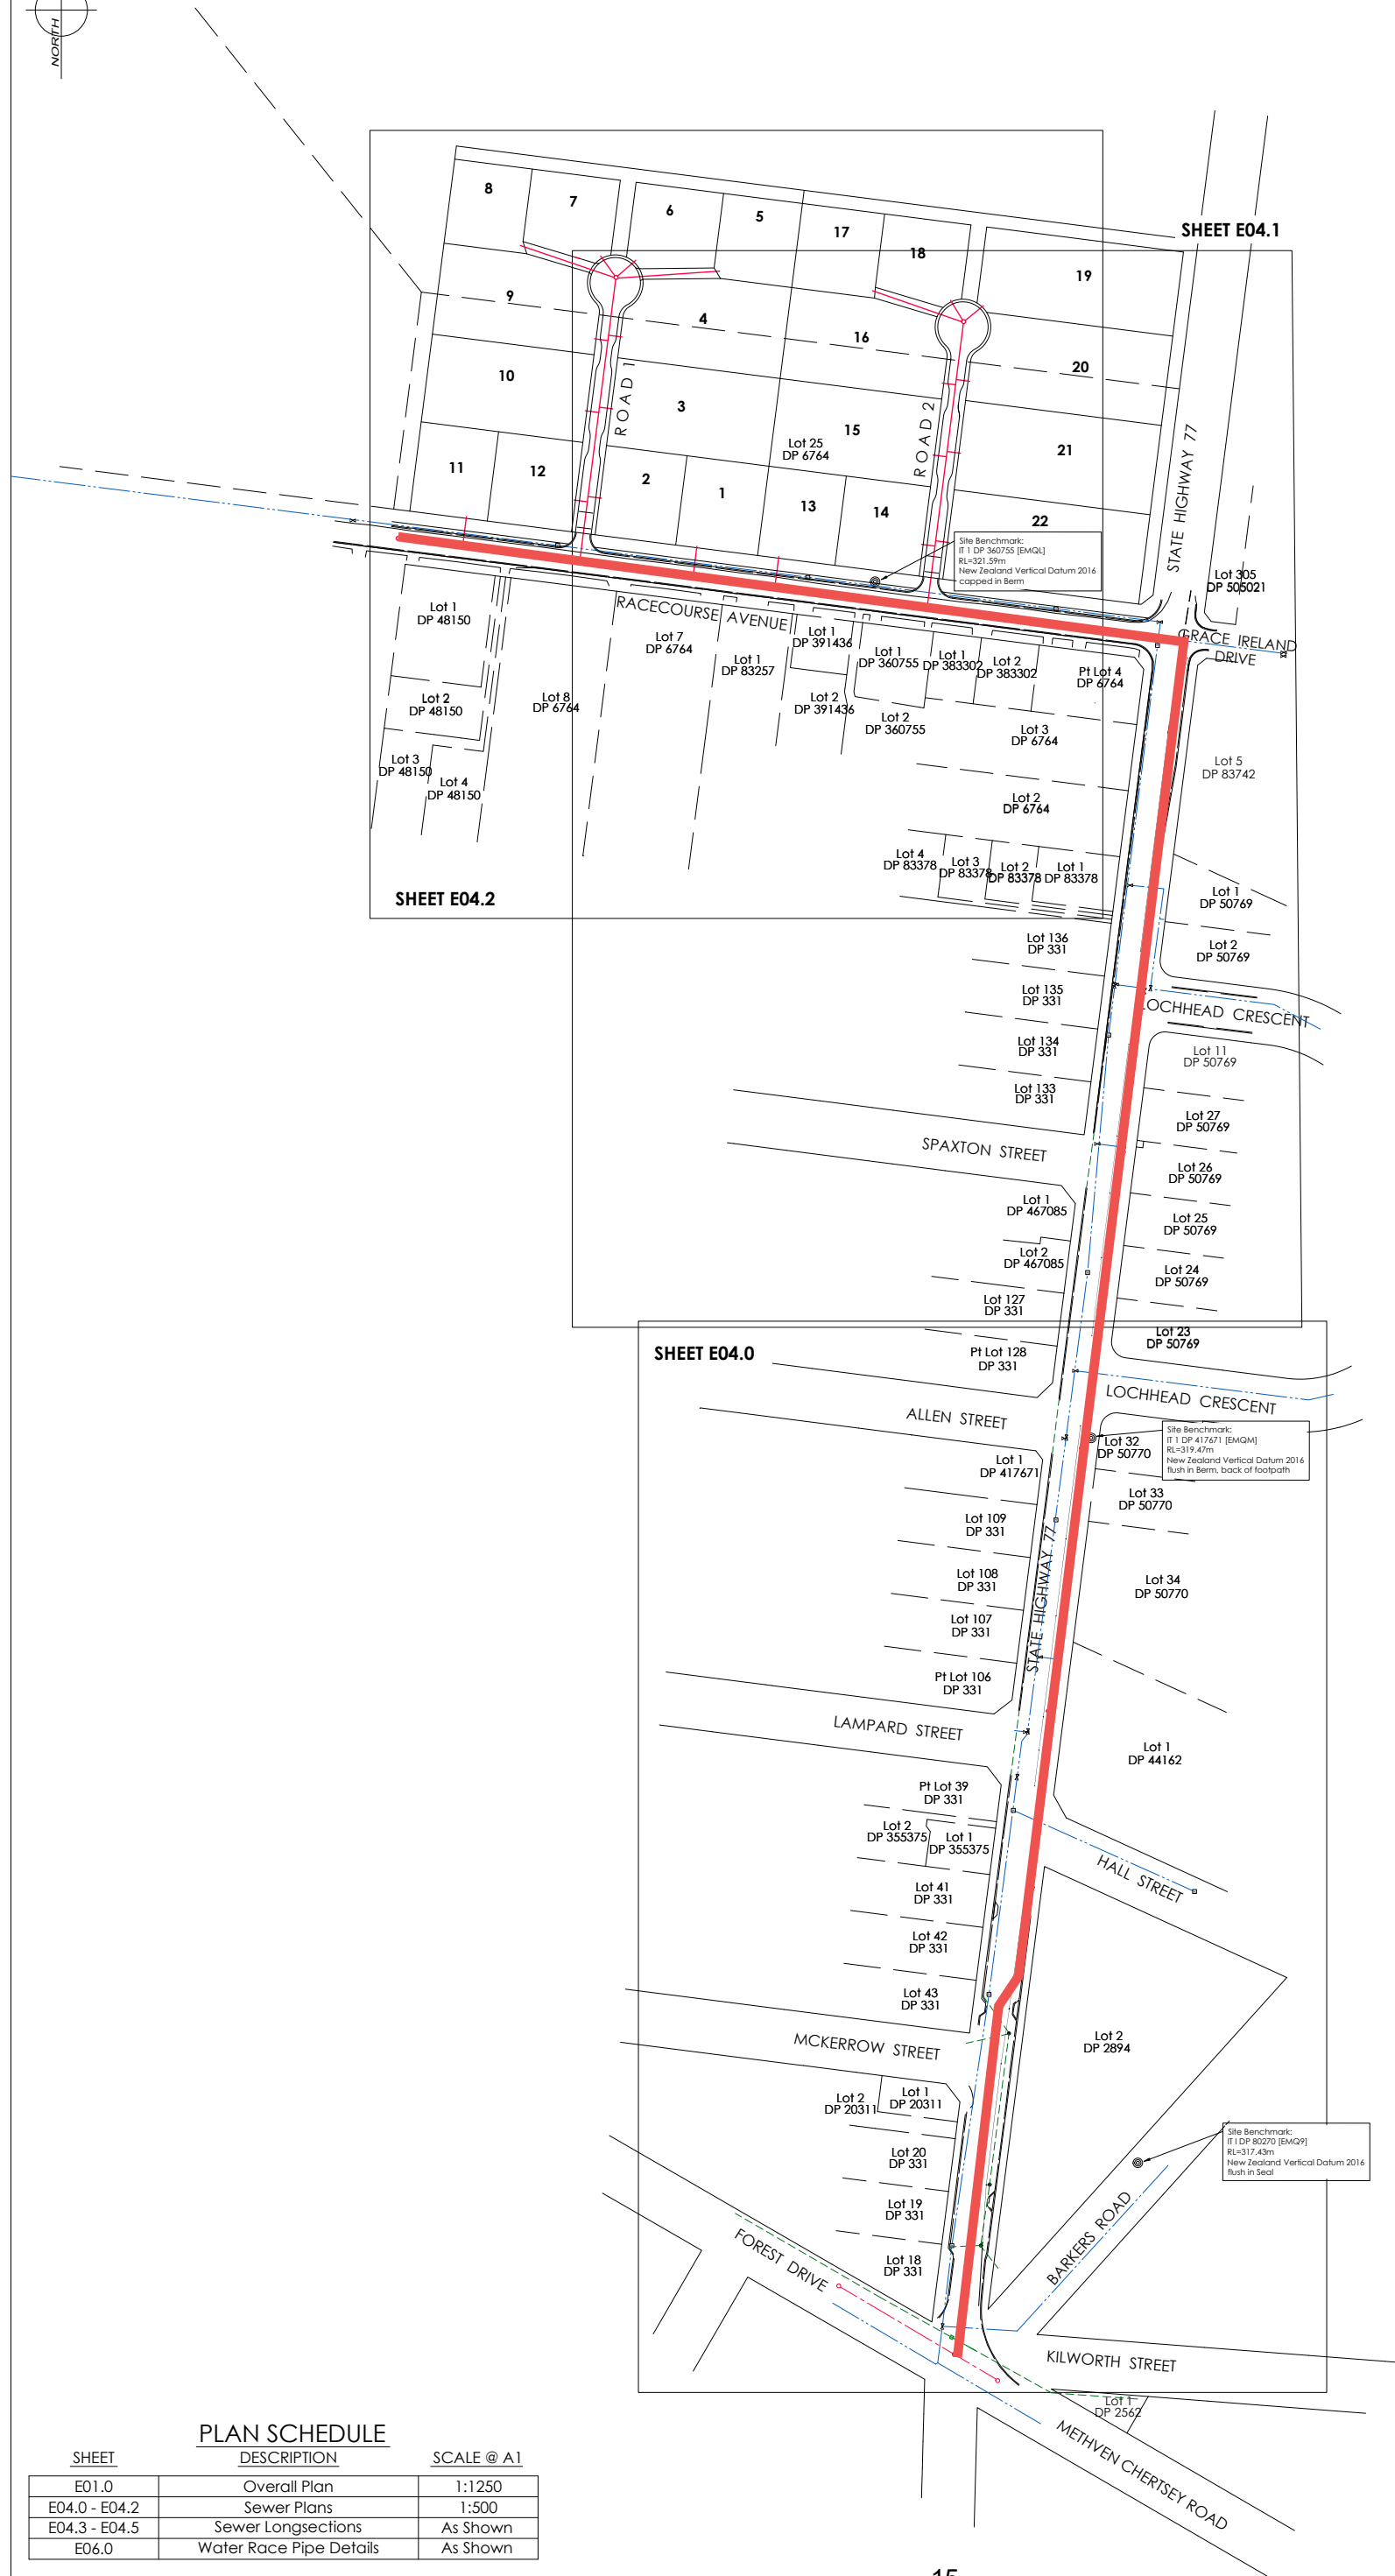 NORTH
SHEET E04.1
8
7
6
5
17
18
19
9
4
16
20
10
3
15
21
ROAD 1
ROAD 2
Lot 25
DP 6764
11
12
2
1
13
14
22
STATE HIGHWAY 77
Site Benchmark:
IT 1 DP 360755 [EMQL]
RL=321.59m
New Zealand Vertical Datum 2016
capped in Berm
Lot 305
DP 505021
GRACE IRELAND
DRIVE
RACECOURSE AVENUE
Lot 1
DP 48150
Lot 7
DP 6764
Lot 1
DP 83257
Lot 1
DP 391436
Lot 1
DP 360755
Lot 1
DP 383302
Lot 2
DP 383302
Pt Lot 4
DP 6764
Lot 2
DP 48150
Lot 8
DP 6764
Lot 2
DP 391436
Lot 2
DP 360755
Lot 3
DP 6764
Lot 3
DP 48150
Lot 4
DP 48150
Lot 5
DP 83742
Lot 2
DP 6764
Lot 4
DP 83378
Lot 3
DP 83378
Lot 2
DP 83378
Lot 1
DP 83378
SHEET E04.2
Lot 1
DP 50769
Lot 2
DP 50769
Lot 136
DP 331
Lot 135
DP 331
LOCHHEAD CRESCENT
Lot 134
DP 331
Lot 11
DP 50769
Lot 133
DP 331
Lot 27
DP 50769
SPAXTON STREET
Lot 26
DP 50769
Lot 1
DP 467085
Lot 25
DP 50769
Lot 2
DP 467085
Lot 24
DP 50769
Lot 127
DP 331
Lot 23
DP 50769
SHEET E04.0
Pt Lot 128
DP 331
LOCHHEAD CRESCENT
ALLEN STREET
Site Benchmark:
IT 1 DP 417671 [EMQM]
RL=319.47m
New Zealand Vertical Datum 2016
flush in Berm, back of footpath
Lot 32
DP 50770
Lot 1
DP 417671
Lot 33
DP 50770
Lot 109
DP 331
Lot 108
DP 331
Lot 34
DP 50770
STATE HIGHWAY 77
Lot 107
DP 331
Pt Lot 106
DP 331
LAMPARD STREET
Lot 1
DP 44162
Pt Lot 39
DP 331
Lot 2
DP 355375
Lot 1
DP 355375
HALL STREET
Lot 41
DP 331
Lot 42
DP 331
Lot 43
DP 331
MCKERROW STREET
Lot 2
DP 2894
Lot 2
DP 20311
Lot 1
DP 20311
Lot 20
DP 331
Site Benchmark:
IT I DP 80270 [EMQ9]
RL=317.43m
New Zealand Vertical Datum 2016
flush in Seal
Lot 19
DP 331
BARKERS ROAD
Lot 18
DP 331
FOREST DRIVE
KILWORTH STREET
Lot 1
DP 2562
METHVEN CHERTSEY ROAD
PLAN SCHEDULE
SHEET DESCRIPTION SCALE @ A1
E01.0 Overall Plan 1:1250
E04.0 - E04.2 Sewer Plans 1:500
E04.3 - E04.5 Sewer Longsections As Shown
E06.0 Water Race Pipe Details As Shown
15